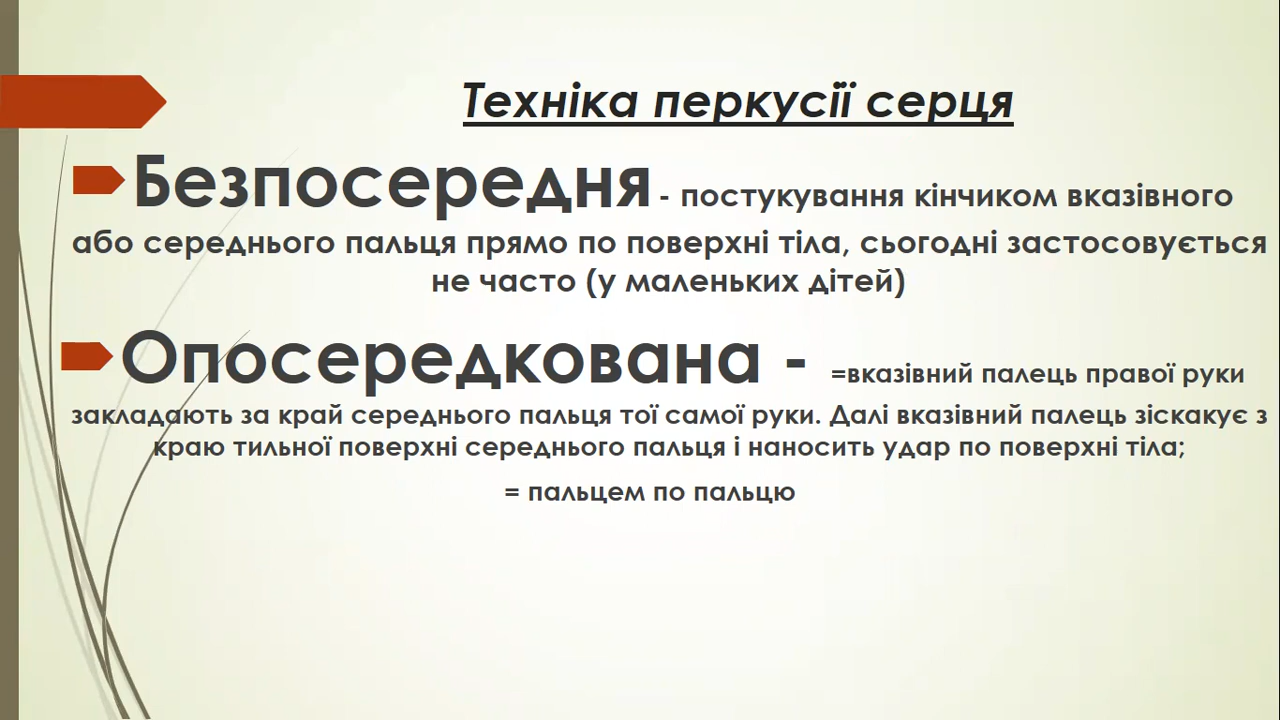 Техніка перкусії серця
Безпосередня - постукування кінчиком вказівного
або середнього пальця прямо по поверхні тіла, сьогодні застосовується
не часто (у маленьких дітей)
Опосередкована - =вказівний палець правої руки
закладають за край середнього пальця тої самої руки. Далі вказівний палець зіскакує з
краю тильної поверхні середнього пальця і наносить удар по поверхні тіла;
= пальцем по пальцю